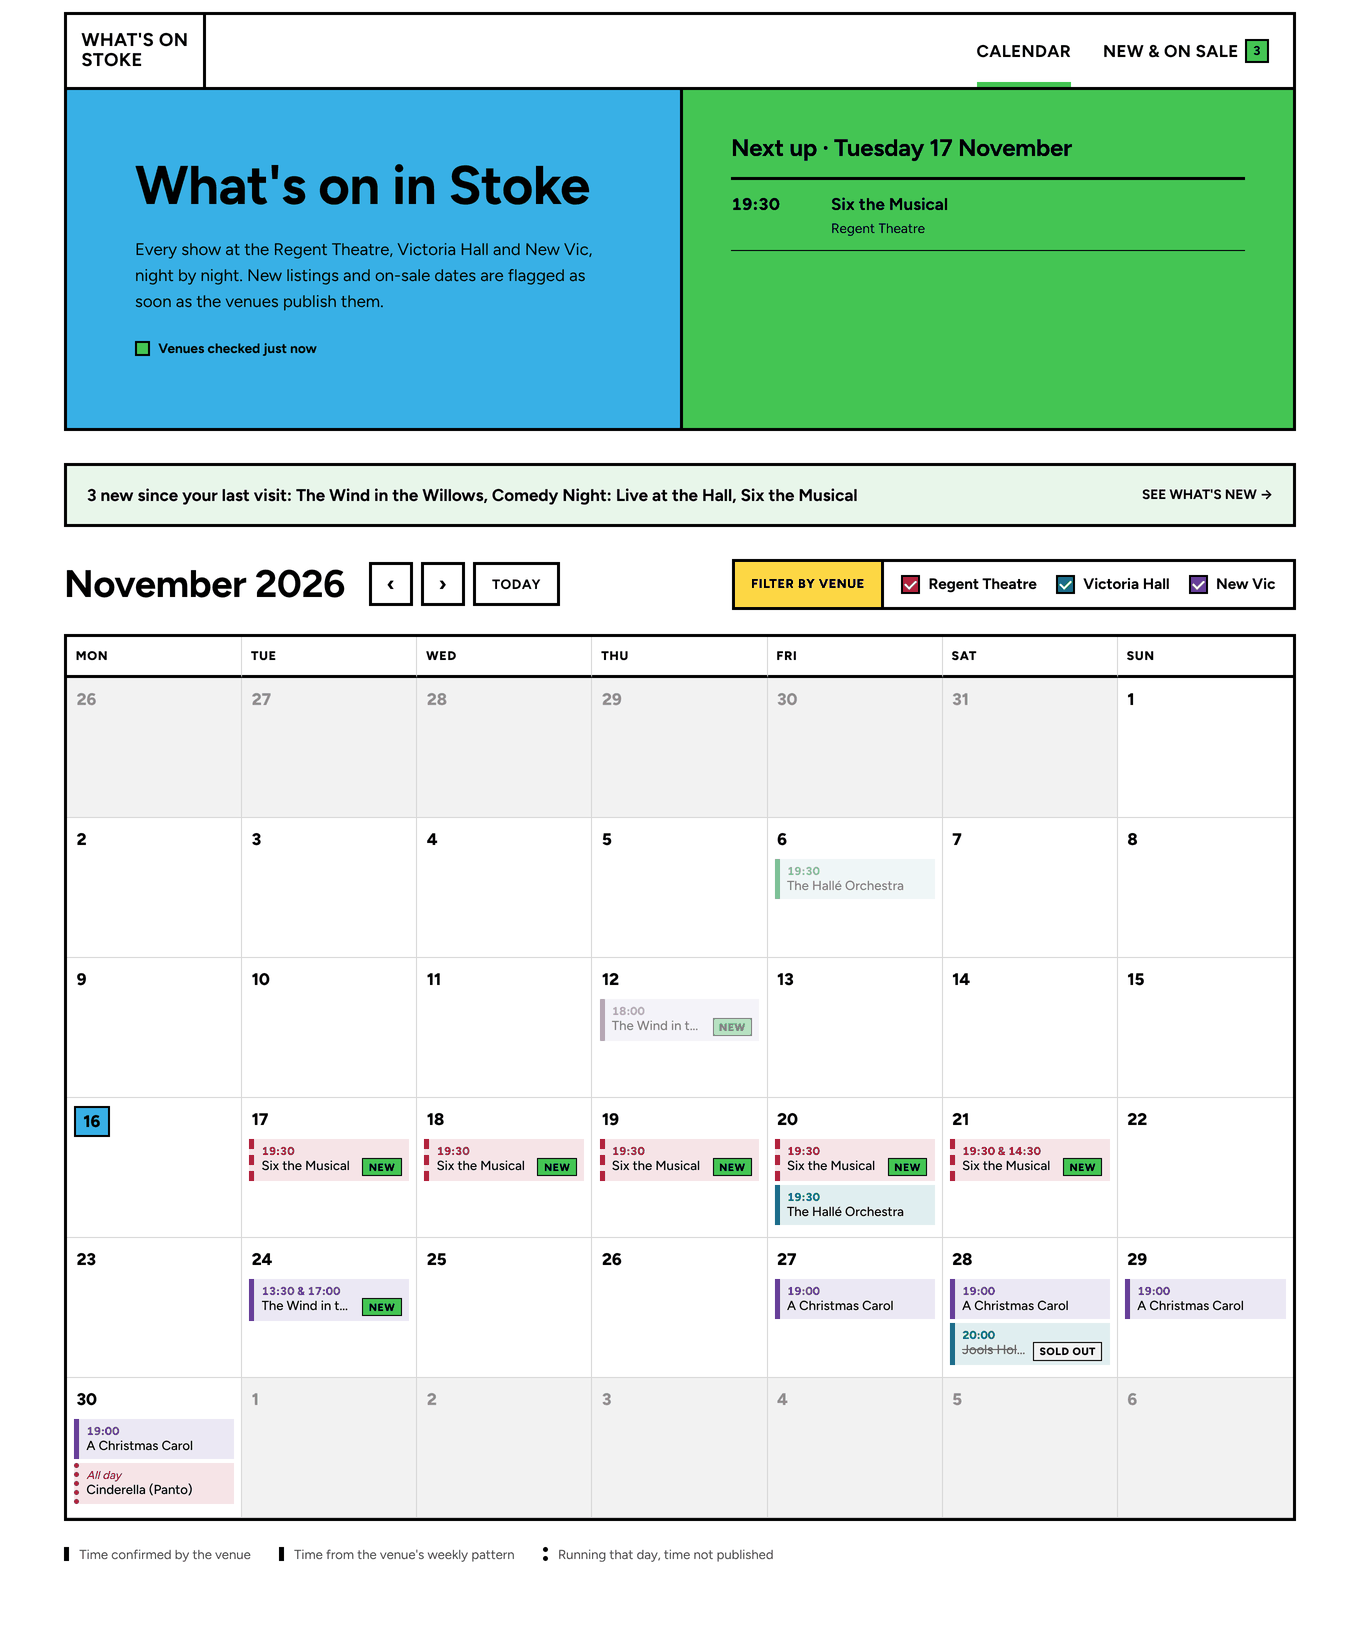 WHAT'S ON
STOKE
CALENDAR
NEW & ON SALE 3
What's on in Stoke
Every show at the Regent Theatre, Victoria Hall and New Vic,
night by night. New listings and on-sale dates are flagged as
soon as the venues publish them.
Venues checked just now
Next up · Tuesday 17 November
19:30 Six the Musical
Regent Theatre
3 new since your last visit: The Wind in the Willows, Comedy Night: Live at the Hall, Six the Musical
SEE WHAT'S NEW →
November 2026
‹ › TODAY
FILTER BY VENUE Regent Theatre Victoria Hall New Vic
MON TUE WED THU FRI SAT SUN
26 27 28 29 30 31 1
2 3 4 5 6 7 8
19:30
The Hallé Orchestra
9 10 11 12 13 14 15
18:00
The Wind in t... NEW
16 17 18 19 20 21 22
19:30
Six the Musical NEW
19:30
Six the Musical NEW
19:30
Six the Musical NEW
19:30
Six the Musical NEW
19:30
The Hallé Orchestra
19:30 & 14:30
Six the Musical NEW
23 24 25 26 27 28 29
13:30 & 17:00
The Wind in t... NEW
19:00
A Christmas Carol
19:00
A Christmas Carol
20:00
Jools Hol... SOLD OUT
19:00
A Christmas Carol
30 1 2 3 4 5 6
19:00
A Christmas Carol
All day
Cinderella (Panto)
Time confirmed by the venue
Time from the venue's weekly pattern
Running that day, time not published